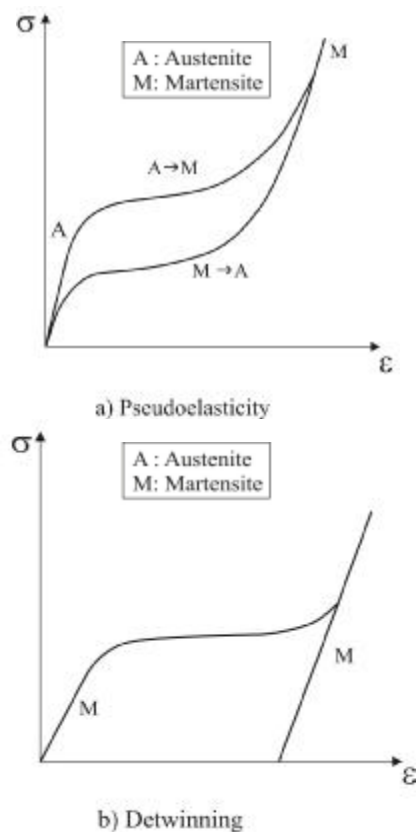 σ
A : Austenite
M: Martensite
M
A→M
A
M→A
ε
a) Pseudoelasticity
σ
A : Austenite
M: Martensite
M
M
ε
b) Detwinning